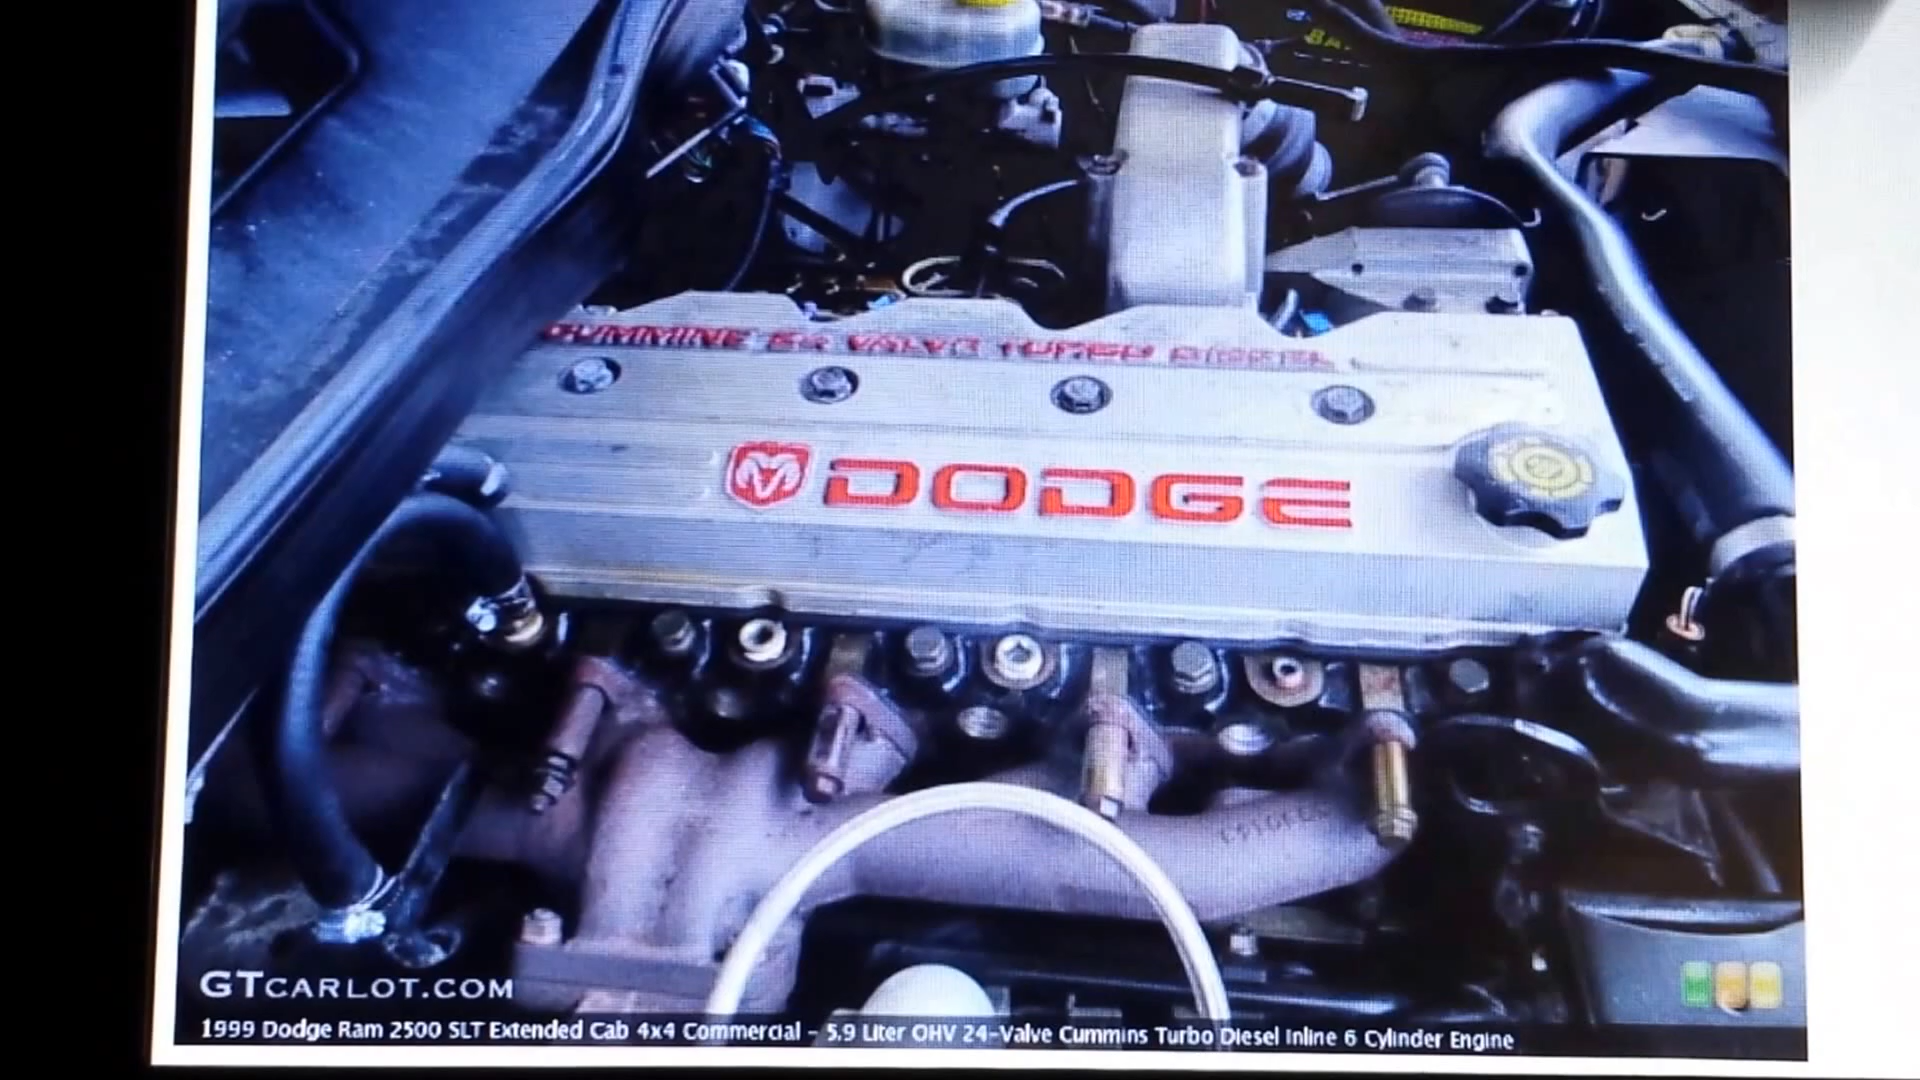 CUMMINS 24 VALVE TURBO DIESEL
DODGE
GTCARLOT.COM
1999 Dodge Ram 2500 SLT Extended Cab 4x4 Commercial - 5.9 Liter OHV 24-Valve Cummins Turbo Diesel Inline 6 Cylinder Engine